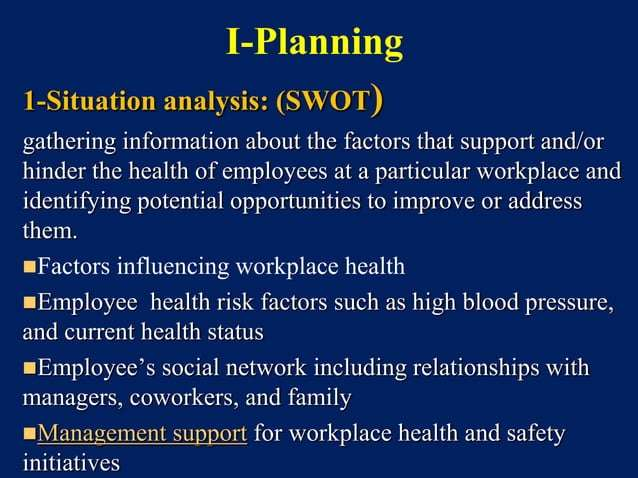 I-Planning
1-Situation analysis: (SWOT)
gathering information about the factors that support and/or
hinder the health of employees at a particular workplace and
identifying potential opportunities to improve or address
them.
■Factors influencing workplace health
■Employee  health risk factors such as high blood pressure,
and current health status
■Employee’s social network including relationships with
managers, coworkers, and family
■Management support for workplace health and safety
initiatives